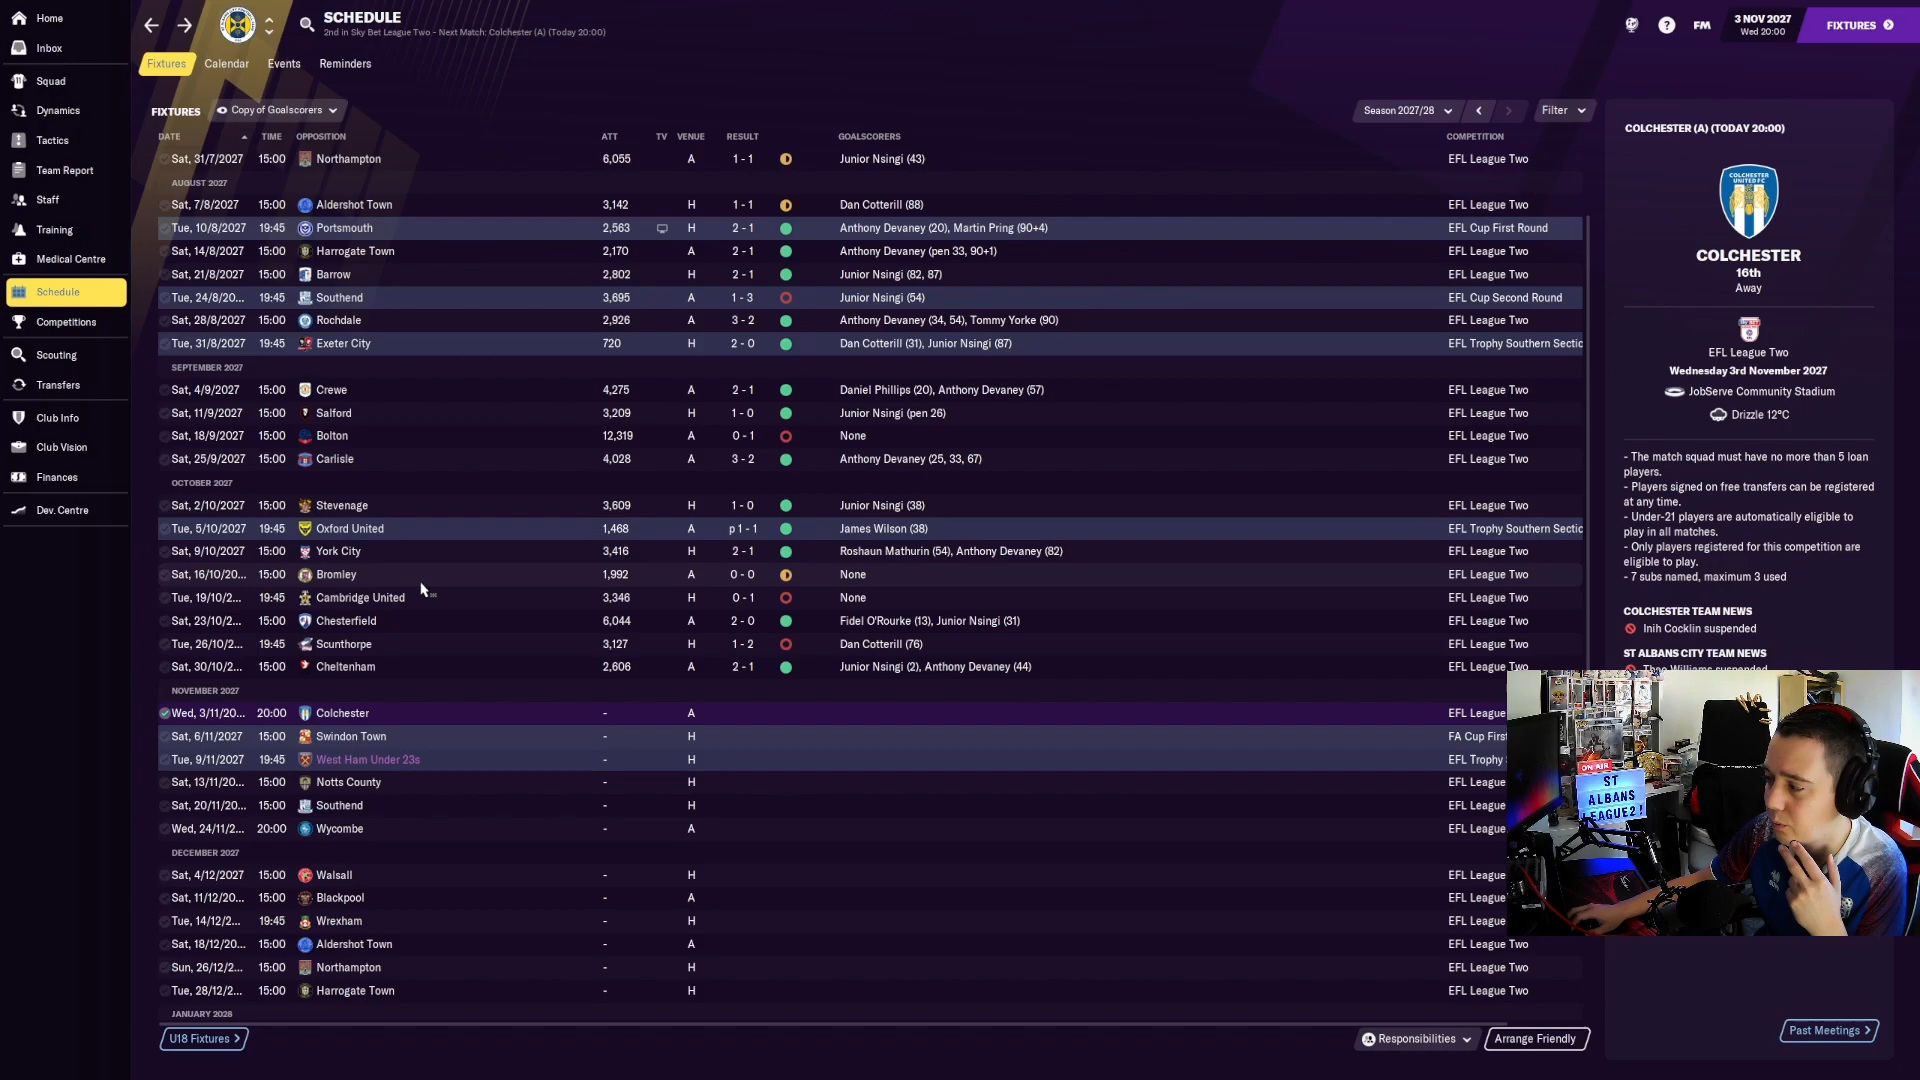 Home
Inbox
Squad
Dynamics
Tactics
Team Report
Staff
Training
Medical Centre
Schedule
Competitions
Scouting
Transfers
Club Info
Club Vision
Finances
Dev. Centre
SCHEDULE
2nd in Sky Bet League Two - Next Match: Colchester (A) (Today 20:00)
FM
3 NOV 2027
Wed 20:00
FIXTURES
Fixtures Calendar Events Reminders
FIXTURES Copy of Goalscorers Season 2027/28 Filter
DATE TIME OPPOSITION ATT TV VENUE RESULT GOALSCORERS COMPETITION
Sat, 31/7/2027 15:00 Northampton 6,055 A 1 - 1 Junior Nsingi (43) EFL League Two
AUGUST 2027
Sat, 7/8/2027 15:00 Aldershot Town 3,142 H 1 - 1 Dan Cotterill (88) EFL League Two
Tue, 10/8/2027 19:45 Portsmouth 2,563 H 2 - 1 Anthony Devaney (20), Martin Pring (90+4) EFL Cup First Round
Sat, 14/8/2027 15:00 Harrogate Town 2,170 A 2 - 1 Anthony Devaney (pen 33, 90+1) EFL League Two
Sat, 21/8/2027 15:00 Barrow 2,802 H 2 - 1 Junior Nsingi (82, 87) EFL League Two
Tue, 24/8/20... 19:45 Southend 3,695 A 1 - 3 Junior Nsingi (54) EFL Cup Second Round
Sat, 28/8/2027 15:00 Rochdale 2,926 A 3 - 2 Anthony Devaney (34, 54), Tommy Yorke (90) EFL League Two
Tue, 31/8/2027 19:45 Exeter City 720 H 2 - 0 Dan Cotterill (31), Junior Nsingi (87) EFL Trophy Southern Sectio
SEPTEMBER 2027
Sat, 4/9/2027 15:00 Crewe 4,275 A 2 - 1 Daniel Phillips (20), Anthony Devaney (57) EFL League Two
Sat, 11/9/2027 15:00 Salford 3,209 H 1 - 0 Junior Nsingi (pen 26) EFL League Two
Sat, 18/9/2027 15:00 Bolton 12,319 A 0 - 1 None EFL League Two
Sat, 25/9/2027 15:00 Carlisle 4,028 A 3 - 2 Anthony Devaney (25, 33, 67) EFL League Two
OCTOBER 2027
Sat, 2/10/2027 15:00 Stevenage 3,609 H 1 - 0 Junior Nsingi (38) EFL League Two
Tue, 5/10/2027 19:45 Oxford United 1,468 A p 1 - 1 James Wilson (38) EFL Trophy Southern Sectio
Sat, 9/10/2027 15:00 York City 3,416 H 2 - 1 Roshaun Mathurin (54), Anthony Devaney (82) EFL League Two
Sat, 16/10/20... 15:00 Bromley 1,992 A 0 - 0 None EFL League Two
Tue, 19/10/2... 19:45 Cambridge United 3,346 H 0 - 1 None EFL League Two
Sat, 23/10/2... 15:00 Chesterfield 6,044 A 2 - 0 Fidel O'Rourke (13), Junior Nsingi (31) EFL League Two
Tue, 26/10/2... 19:45 Scunthorpe 3,127 H 1 - 2 Dan Cotterill (76) EFL League Two
Sat, 30/10/2... 15:00 Cheltenham 2,606 A 2 - 1 Junior Nsingi (2), Anthony Devaney (44) EFL League Two
NOVEMBER 2027
Wed, 3/11/20... 20:00 Colchester - A EFL League
Sat, 6/11/2027 15:00 Swindon Town - H FA Cup First
Tue, 9/11/2027 19:45 West Ham Under 23s - H EFL Trophy
Sat, 13/11/20... 15:00 Notts County - H EFL League
Sat, 20/11/20... 15:00 Southend - H EFL League
Wed, 24/11/2... 20:00 Wycombe - A EFL League
DECEMBER 2027
Sat, 4/12/2027 15:00 Walsall - H EFL League
Sat, 11/12/2027 15:00 Blackpool - A EFL League
Tue, 14/12/2... 19:45 Wrexham - H EFL League
Sat, 18/12/20... 15:00 Aldershot Town - A EFL League Two
Sun, 26/12/2... 15:00 Northampton - H EFL League Two
Tue, 28/12/2... 15:00 Harrogate Town - H EFL League Two
JANUARY 2028
U18 Fixtures Responsibilities Arrange Friendly
COLCHESTER (A) (TODAY 20:00)
COLCHESTER
UNITED FC
COLCHESTER
16th
Away
EFL League Two
Wednesday 3rd November 2027
JobServe Community Stadium
Drizzle 12°C
- The match squad must have no more than 5 loan
players.
- Players signed on free transfers can be registered
at any time.
- Under-21 players are automatically eligible to
play in all matches.
- Only players registered for this competition are
eligible to play.
- 7 subs named, maximum 3 used
COLCHESTER TEAM NEWS
Inih Cocklin suspended
ST ALBANS CITY TEAM NEWS
Theo Williams suspended
ON AIR
ST
ALBANS
LEAGUE2!
Past Meetings